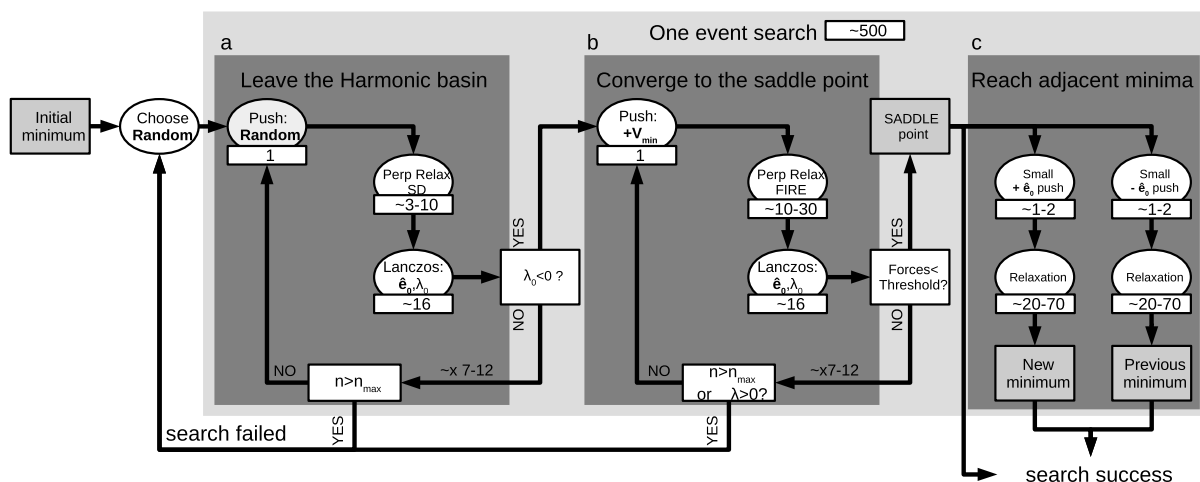 One event search ~500
a
b
c
Leave the Harmonic basin
Converge to the saddle point
Reach adjacent minima
Initial
minimum
Choose
Random
Push:
Random
1
Perp Relax
SD
~3-10
Lanczos:
ê₀,λ₀
~16
λ₀<0 ?
YES
NO
~x 7-12
n>nmax
NO
YES
search failed
Push:
+Vmin
1
Perp Relax
FIRE
~10-30
Lanczos:
ê₀,λ₀
~16
Forces<
Threshold?
YES
NO
~x7-12
n>nmax
or λ>0?
NO
YES
SADDLE
point
Small
+ ê₀ push
~1-2
Relaxation
~20-70
New
minimum
Small
- ê₀ push
~1-2
Relaxation
~20-70
Previous
minimum
search success